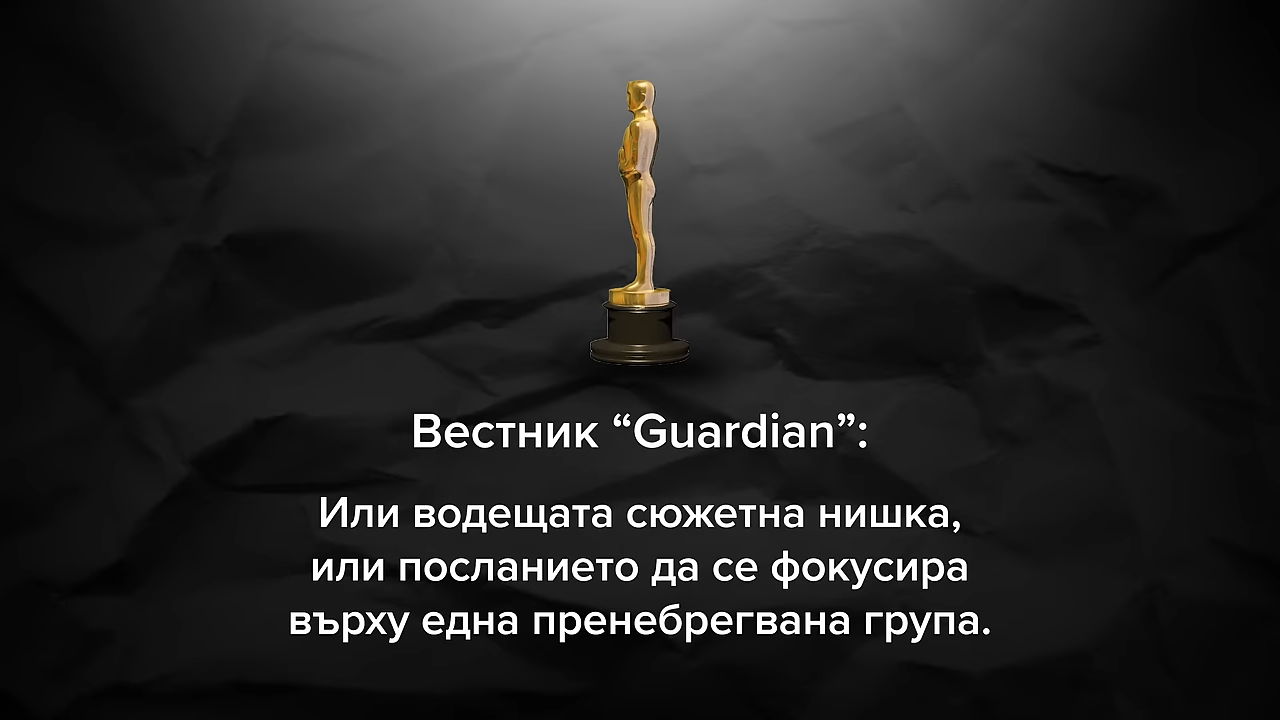 Вестник “Guardian”:
Или водещата сюжетна нишка,
или посланието да се фокусира
върху една пренебрегвана група.